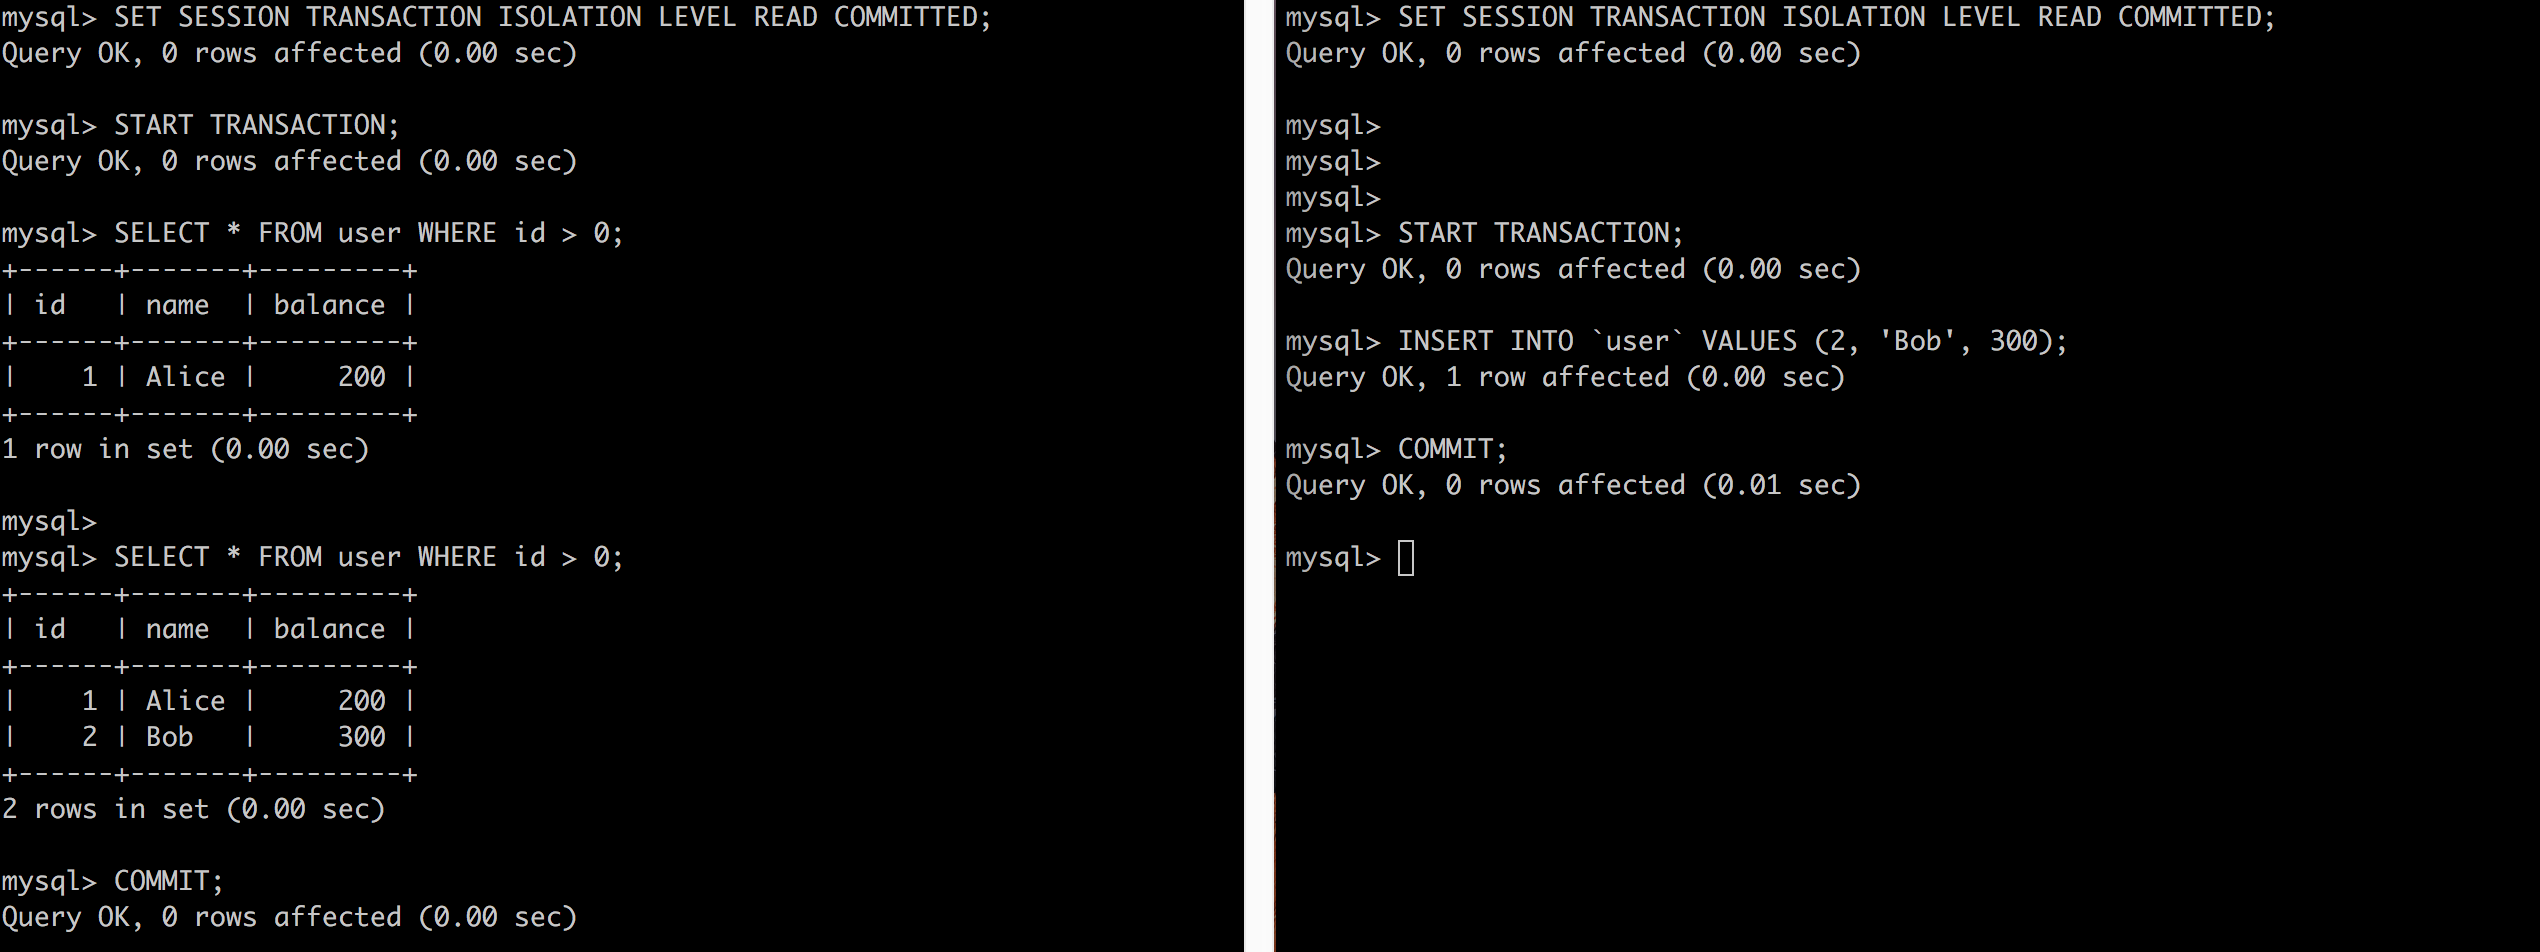 mysql> SET SESSION TRANSACTION ISOLATION LEVEL READ COMMITTED;
Query OK, 0 rows affected (0.00 sec)
mysql> START TRANSACTION;
Query OK, 0 rows affected (0.00 sec)
mysql> SELECT * FROM user WHERE id > 0;
+------+-------+---------+
| id   | name  | balance |
+------+-------+---------+
|    1 | Alice |     200 |
+------+-------+---------+
1 row in set (0.00 sec)
mysql>
mysql> SELECT * FROM user WHERE id > 0;
+------+-------+---------+
| id   | name  | balance |
+------+-------+---------+
|    1 | Alice |     200 |
|    2 | Bob   |     300 |
+------+-------+---------+
2 rows in set (0.00 sec)
mysql> COMMIT;
Query OK, 0 rows affected (0.00 sec)
mysql> SET SESSION TRANSACTION ISOLATION LEVEL READ COMMITTED;
Query OK, 0 rows affected (0.00 sec)
mysql>
mysql>
mysql>
mysql> START TRANSACTION;
Query OK, 0 rows affected (0.00 sec)
mysql> INSERT INTO `user` VALUES (2, 'Bob', 300);
Query OK, 1 row affected (0.00 sec)
mysql> COMMIT;
Query OK, 0 rows affected (0.01 sec)
mysql>